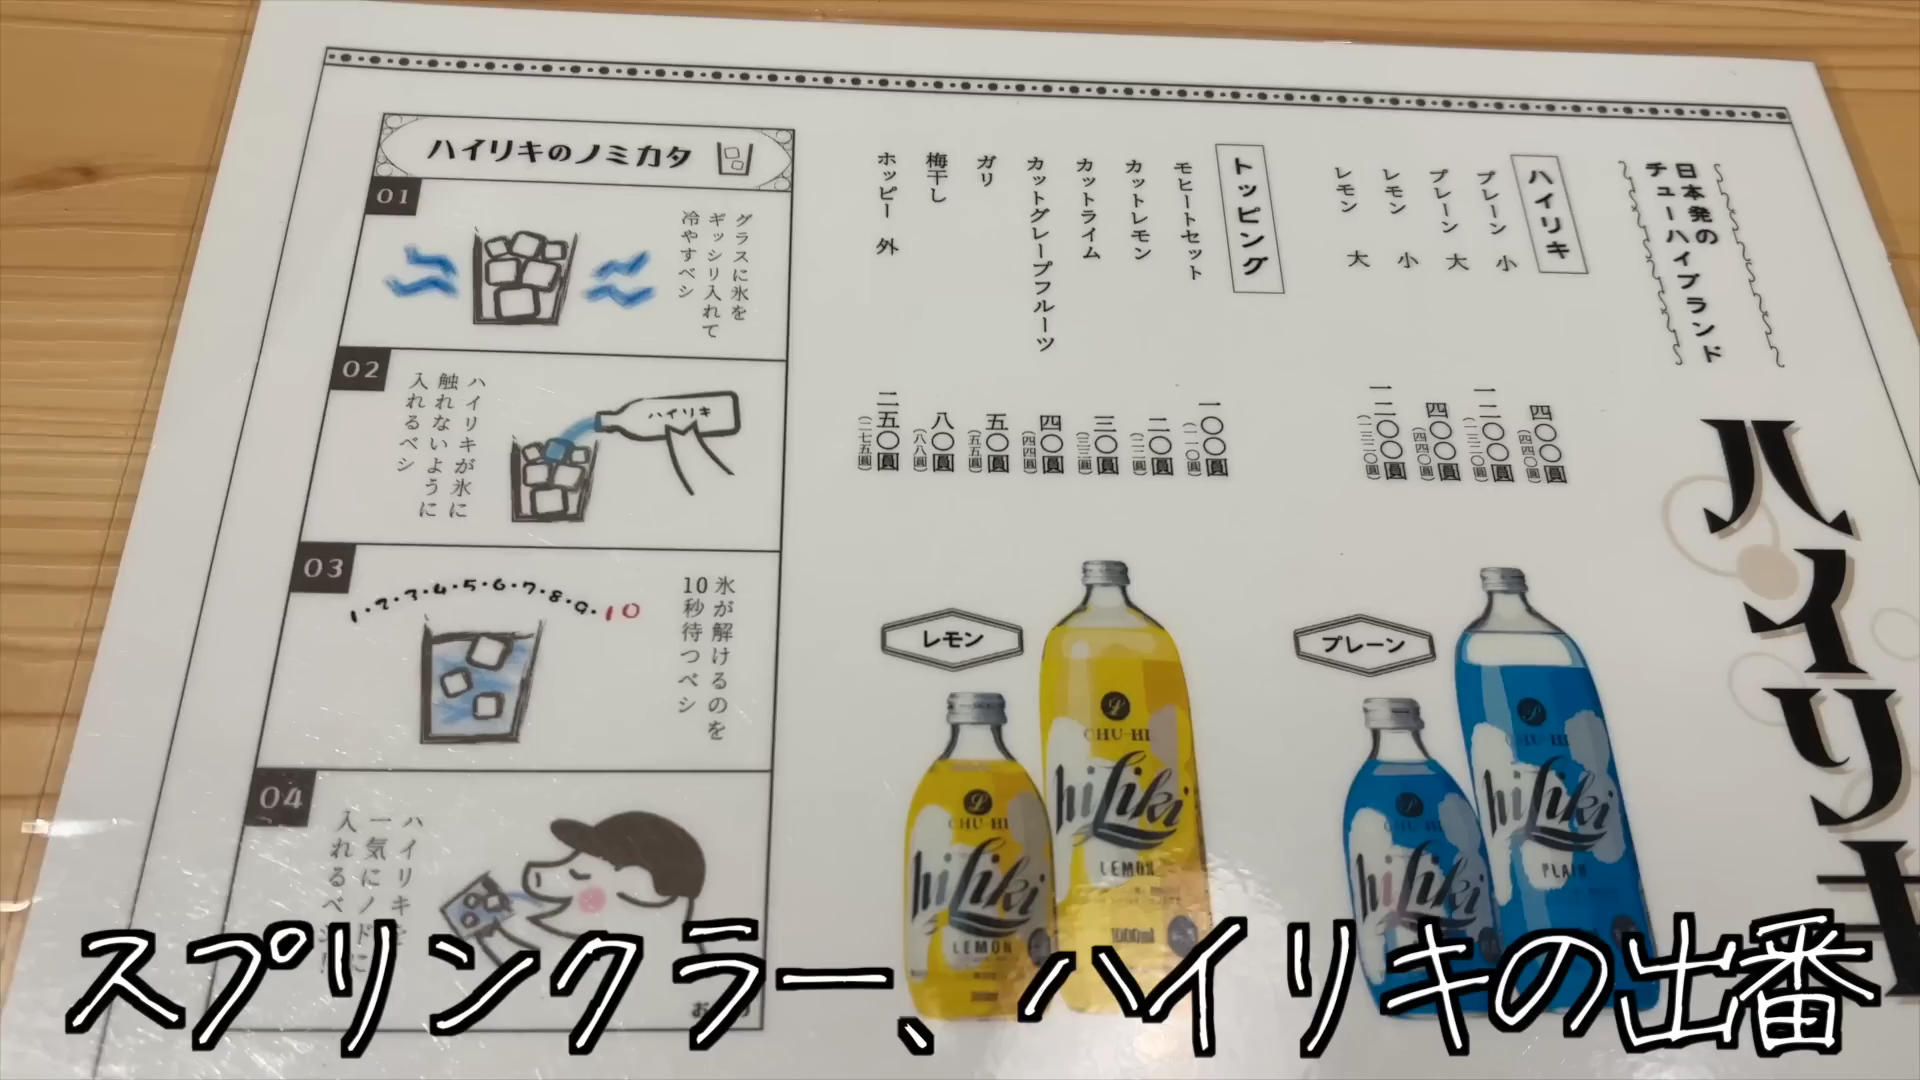 日本発の
チューハイブランド
ハイリキ
ハイリキ
プレーン 小 四〇〇圓 (四四〇圓)
プレーン 大 一二〇〇圓 (一三二〇圓)
レモン 小 四〇〇圓 (四四〇圓)
レモン 大 一二〇〇圓 (一三二〇圓)
トッピング
モヒートセット 一〇〇圓 (一一〇圓)
カットレモン 二〇圓 (二二圓)
カットライム 三〇圓 (三三圓)
カットグレープフルーツ 四〇圓 (四四圓)
ガリ 五〇圓 (五五圓)
梅干し 八〇圓 (八八圓)
ホッピー 外 二五〇圓 (二七五圓)
プレーン
CHU-HI
hiLiki
PLAIN
CHU-HI
hiLiki
レモン
CHU-HI
hiLiki
LEMON
1000ml
CHU-HI
hiLiki
LEMON
ハイリキのノミカタ
01
グラスに氷を
ギッシリ入れて
冷やすベシ
02
ハイリキが氷に
触れないように
入れるベシ
ハイリキ
03
1・2・3・4・5・6・7・8・9・10
氷が解けるのを
10秒待つベシ
04
ハイリキを
一気にノドに
入れるベシ
スプリンクラー、ハイリキの出番